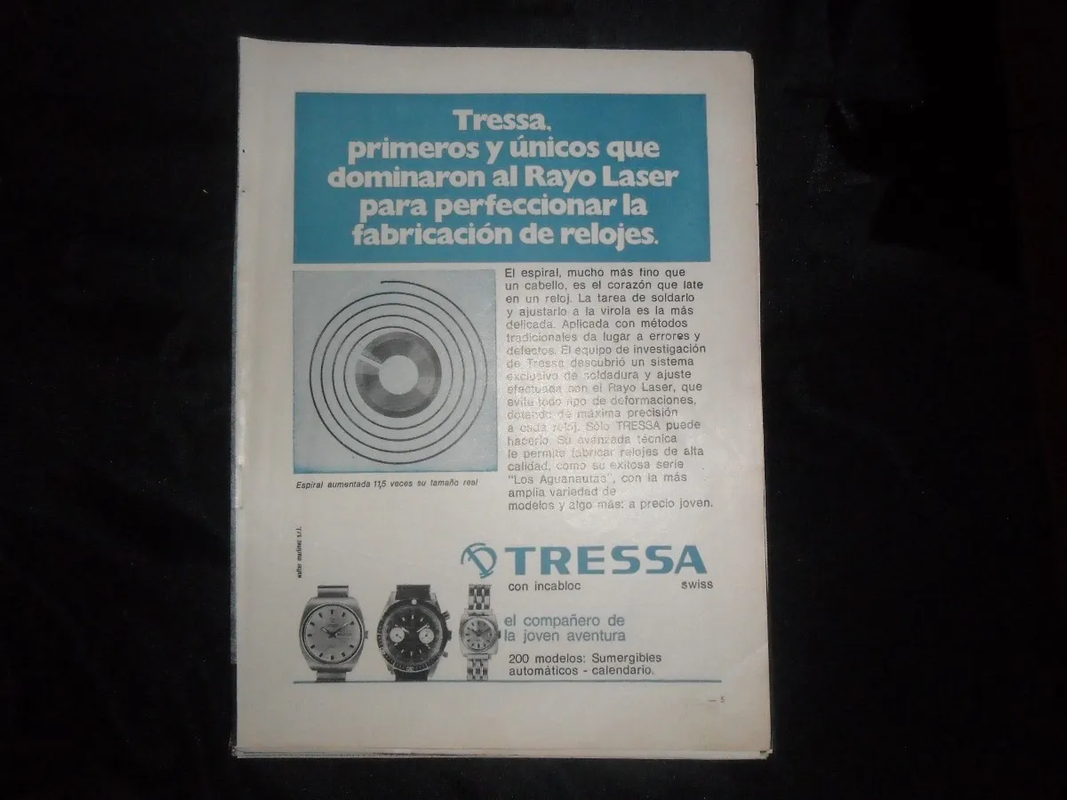 Tressa,
primeros y únicos que
dominaron al Rayo Laser
para perfeccionar la
fabricación de relojes.
El espiral, mucho más fino que
un cabello, es el corazón que late
en un reloj. La tarea de soldarlo
y ajustarlo a la virola es la más
delicada. Aplicada con métodos
tradicionales da lugar a errores y
defectos. El equipo de investigación
de Tressa descubrió un sistema
exclusivo de soldadura y ajuste
efectuada con el Rayo Laser, que
evita todo tipo de deformaciones,
dotando de máxima precisión
a cada reloj. Sólo TRESSA puede
hacerlo. Su avanzada técnica
le permite fabricar relojes de alta
calidad, como su exitosa serie
"Los Aguanautas", con la más
amplia variedad de
modelos y algo más: a precio joven.
Espiral aumentada 11,5 veces su tamaño real
walter martinez s.r.l.
TRESSA
con incabloc swiss
el compañero de
la joven aventura
200 modelos: Sumergibles
automáticos - calendario.
— 5